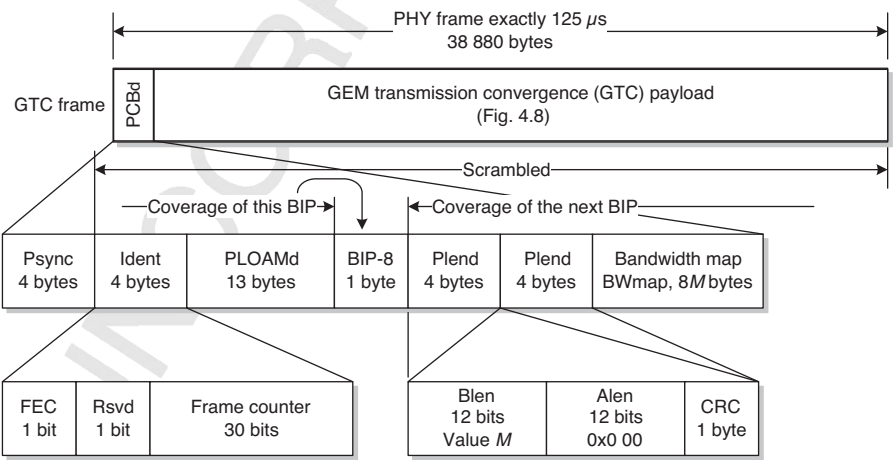 PHY frame exactly 125 µs
38 880 bytes
GTC frame
PCBd
GEM transmission convergence (GTC) payload
(Fig. 4.8)
Scrambled
Coverage of this BIP
Coverage of the next BIP
Psync
4 bytes
Ident
4 bytes
PLOAMd
13 bytes
BIP-8
1 byte
Plend
4 bytes
Plend
4 bytes
Bandwidth map
BWmap, 8M bytes
FEC
1 bit
Rsvd
1 bit
Frame counter
30 bits
Blen
12 bits
Value M
Alen
12 bits
0x0 00
CRC
1 byte